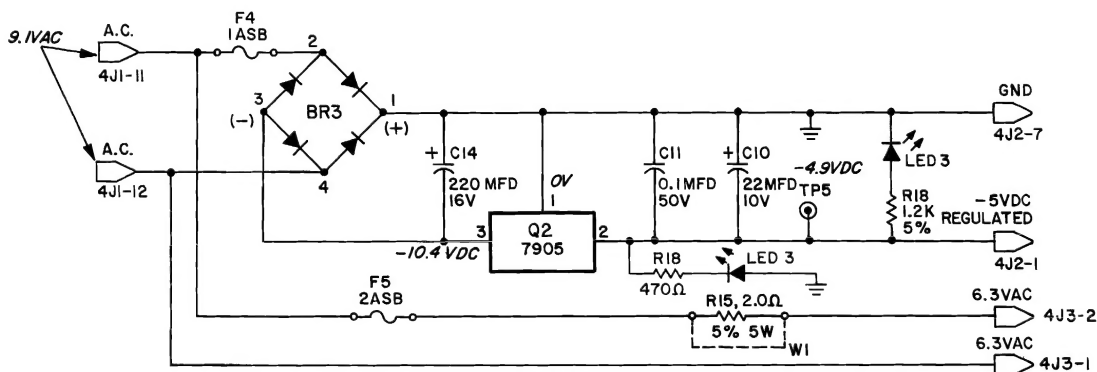 9.1VAC
A.C.
4J1-11
F4
1ASB
2
3
(-)
BR3
1
(+)
4
A.C.
4J1-12
+
C14
220 MFD
16V
0V
1
3
Q2
7905
2
-10.4 VDC
C11
0.1MFD
50V
+
C10
22MFD
10V
-4.9VDC
TP5
LED 3
R18
1.2K
5%
GND
4J2-7
-5VDC
REGULATED
4J2-1
R18
470Ω
LED 3
F5
2ASB
R15, 2.0Ω
5% 5W
W1
6.3VAC
4J3-2
6.3VAC
4J3-1